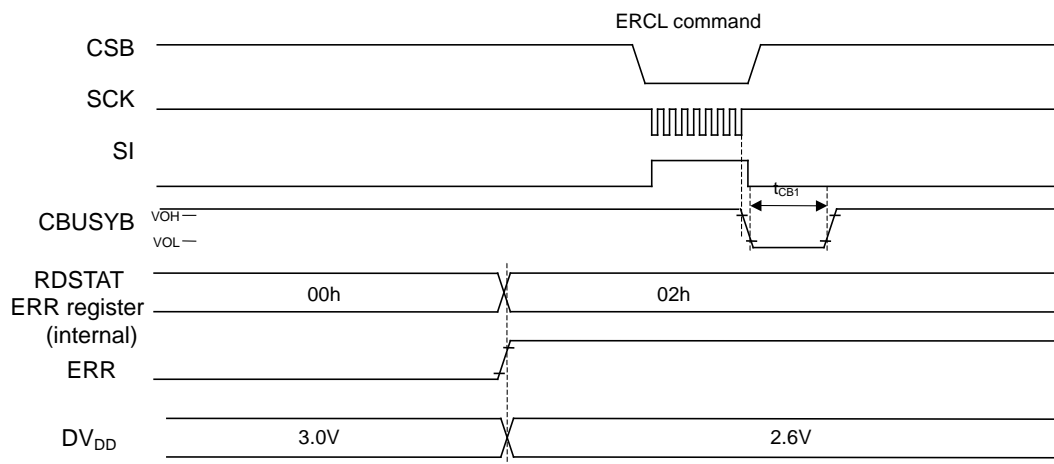 ERCL command
CSB
SCK
SI
tCB1
CBUSYB
VOH
VOL
RDSTAT
ERR register
(internal)
00h
02h
ERR
DVDD
3.0V
2.6V